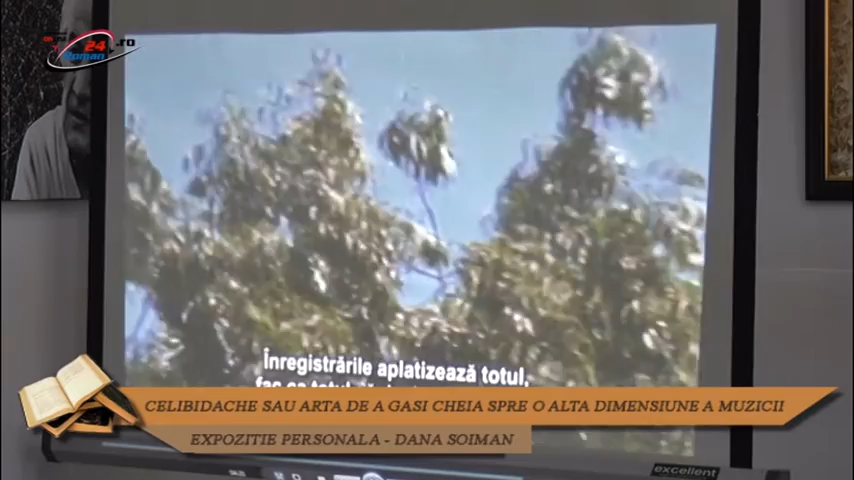 24.ro
Roman
Înregistrările aplatizează totul,
CELIBIDACHE SAU ARTA DE A GASI CHEIA SPRE O ALTA DIMENSIUNE A MUZICII
EXPOZITIE PERSONALA - DANA SOIMAN
excellent